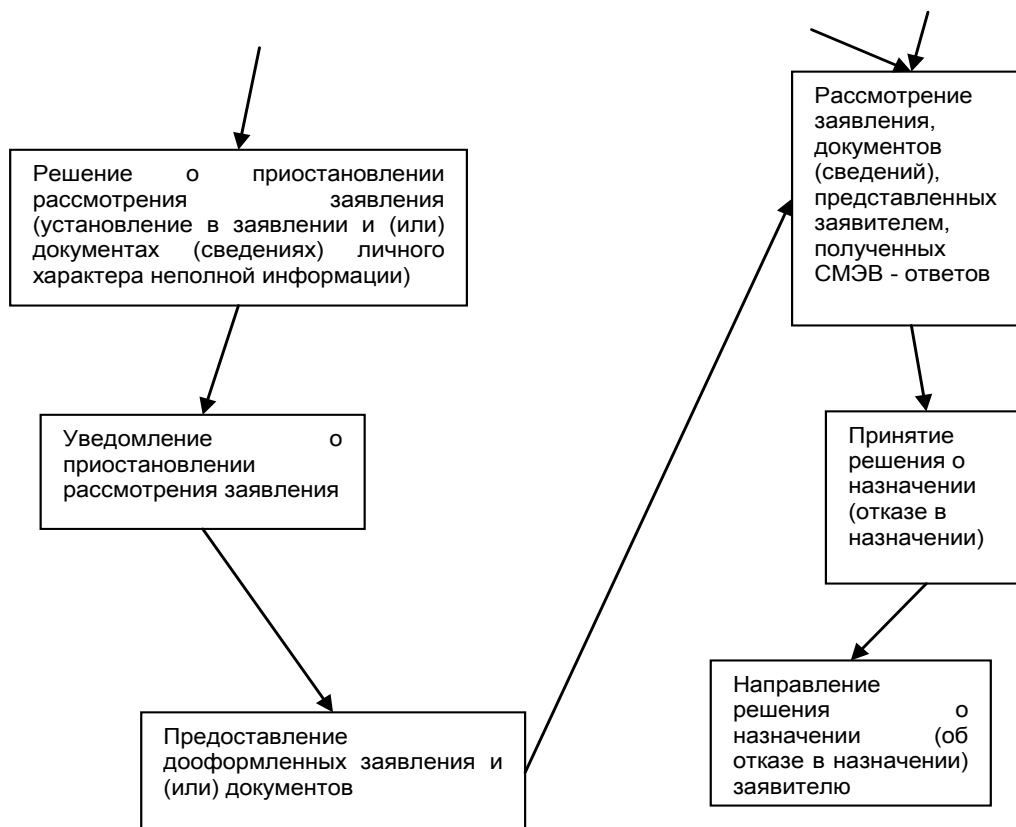 Решение о приостановлении
рассмотрения заявления
(установление в заявлении и (или)
документах (сведениях) личного
характера неполной информации)
Уведомление о
приостановлении
рассмотрения заявления
Предоставление
дооформленных заявления и
(или) документов
Рассмотрение
заявления,
документов
(сведений),
представленных
заявителем,
полученных
СМЭВ - ответов
Принятие
решения о
назначении
(отказе в
назначении)
Направление
решения о
назначении (об
отказе в назначении)
заявителю